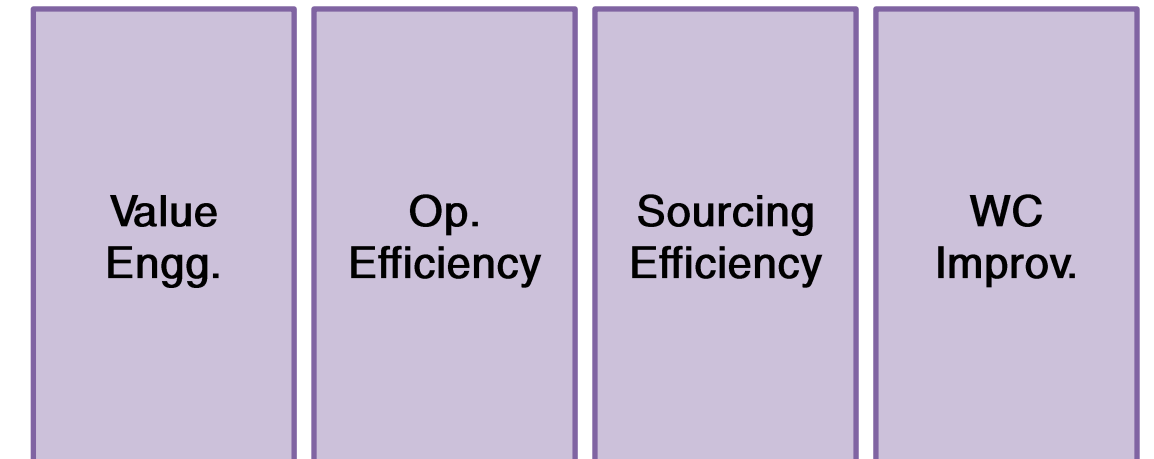 Value
Engg.
Op.
Efficiency
Sourcing
Efficiency
WC
Improv.